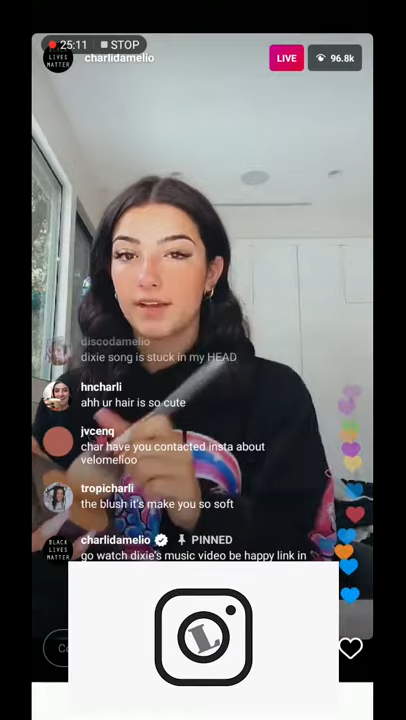 25:11 STOP
LIVES
MATTER
charlidamelio
LIVE
96.8k
discodamelio
dixie song is stuck in my HEAD
hncharli
ahh ur hair is so cute
jvcenq
char have you contacted insta about
velomelioo
tropicharli
the blush it's make you so soft
BLACK
LIVES
MATTER
charlidamelio PINNED
go watch dixie's music video be happy link in
L